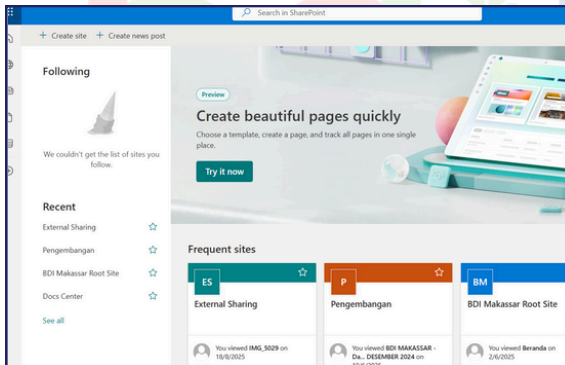 Search in SharePoint
+ Create site + Create news post
Following
We couldn't get the list of sites you
follow.
Recent
External Sharing
Pengembangan
BDI Makassar Root Site
Docs Center
See all
Preview
Create beautiful pages quickly
Choose a template, create a page, and track all pages in one single
place.
Try it now
Frequent sites
ES
External Sharing
You viewed IMG_5029 on
18/8/2025
P
Pengembangan
You viewed BDI MAKASSAR -
Da... DESEMBER 2024 on
BM
BDI Makassar Root Site
You viewed Beranda on
2/6/2025